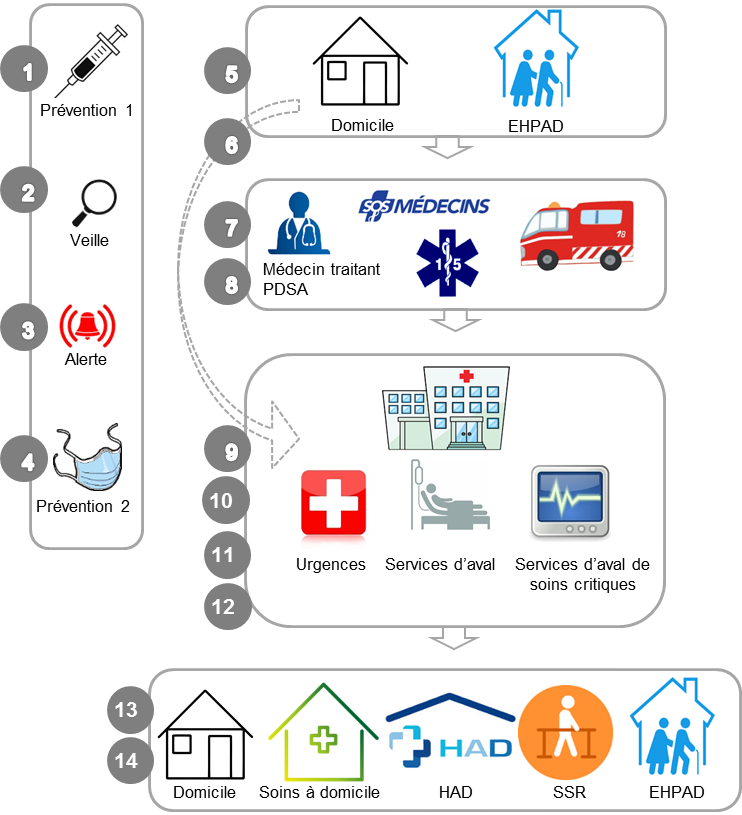 1
Prévention 1
2
Veille
3
Alerte
4
Prévention 2
5
Domicile
EHPAD
6
7
SOS MÉDECINS
18
8
Médecin traitant
PDSA
15
9
10
11
12
Urgences
Services d’aval
Services d’aval de
soins critiques
13
14
HAD
Domicile
Soins à domicile
HAD
SSR
EHPAD